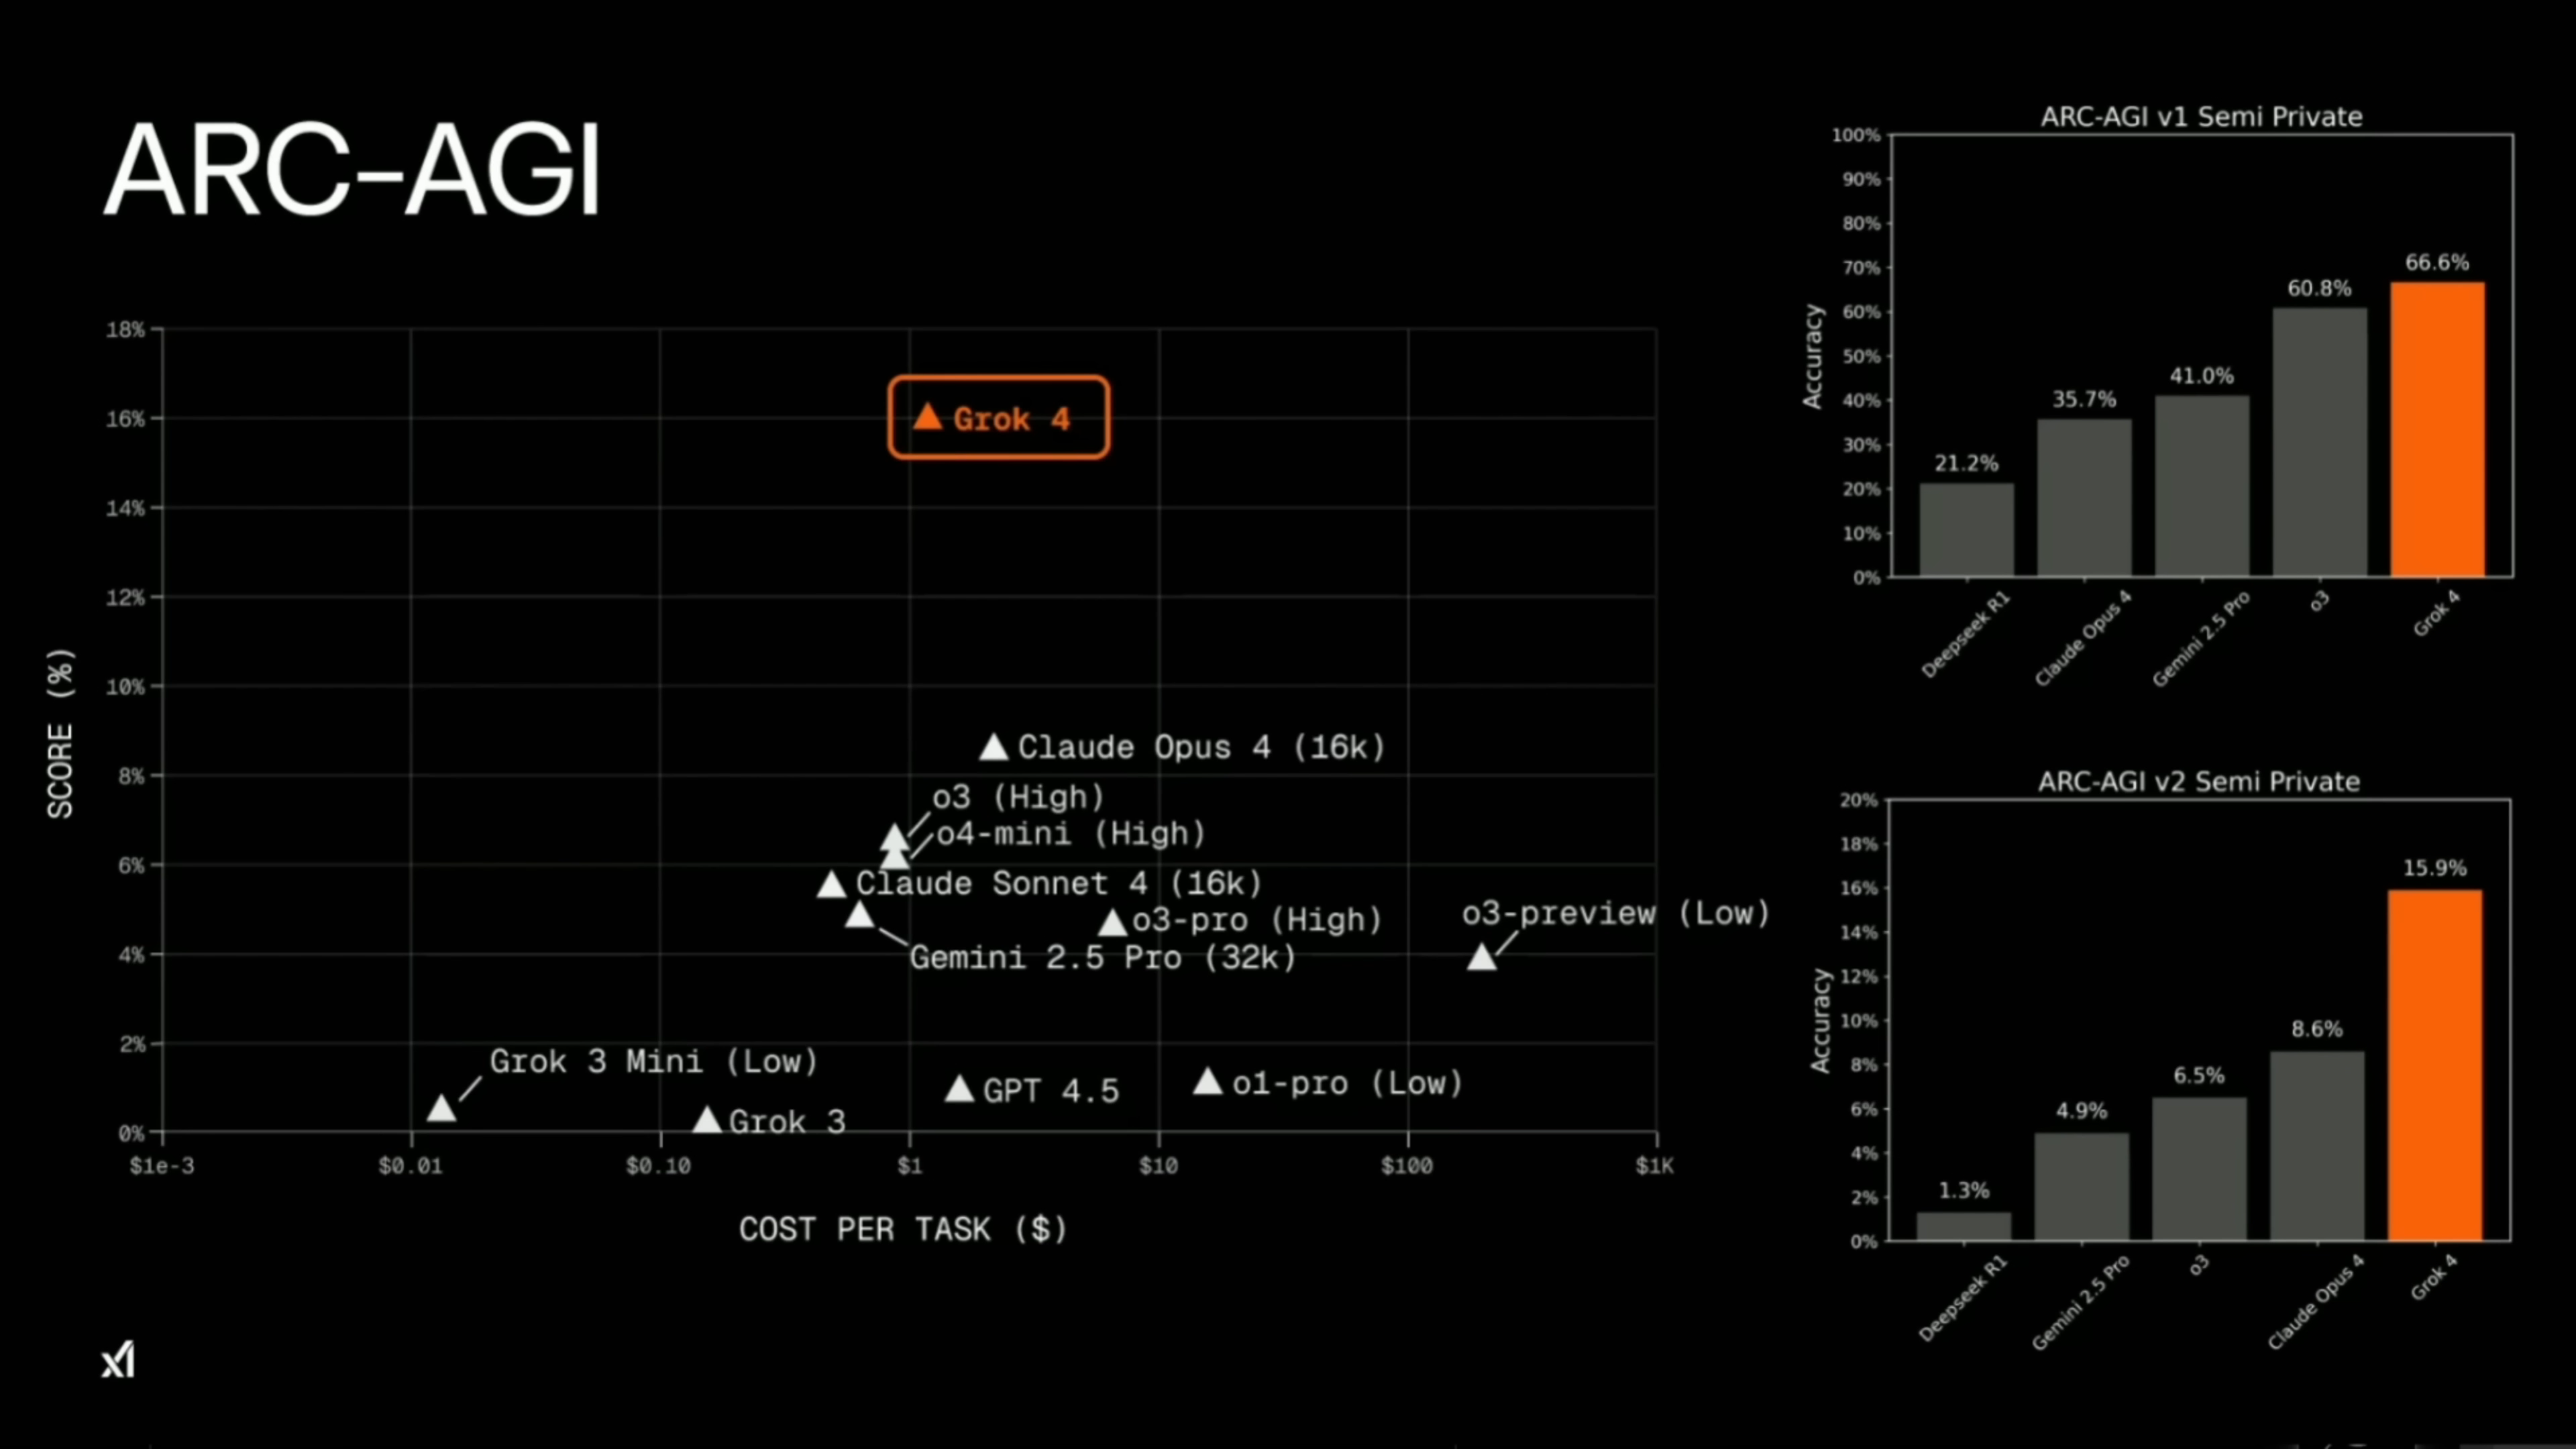 ARC-AGI
18%
16%
14%
12%
10%
8%
6%
4%
2%
0%
SCORE (%)
Grok 4
Claude Opus 4 (16k)
o3 (High)
o4-mini (High)
Claude Sonnet 4 (16k)
o3-pro (High)
o3-preview (Low)
Gemini 2.5 Pro (32k)
Grok 3 Mini (Low)
GPT 4.5
o1-pro (Low)
Grok 3
$1e-3
$0.01
$0.10
$1
$10
$100
$1K
COST PER TASK ($)
ARC-AGI v1 Semi Private
100%
90%
80%
70%
60%
50%
40%
30%
20%
10%
0%
Accuracy
21.2%
35.7%
41.0%
60.8%
66.6%
Deepseek R1
Claude Opus 4
Gemini 2.5 Pro
o3
Grok 4
ARC-AGI v2 Semi Private
20%
18%
16%
14%
12%
10%
8%
6%
4%
2%
0%
Accuracy
1.3%
4.9%
6.5%
8.6%
15.9%
Deepseek R1
Gemini 2.5 Pro
o3
Claude Opus 4
Grok 4
xI